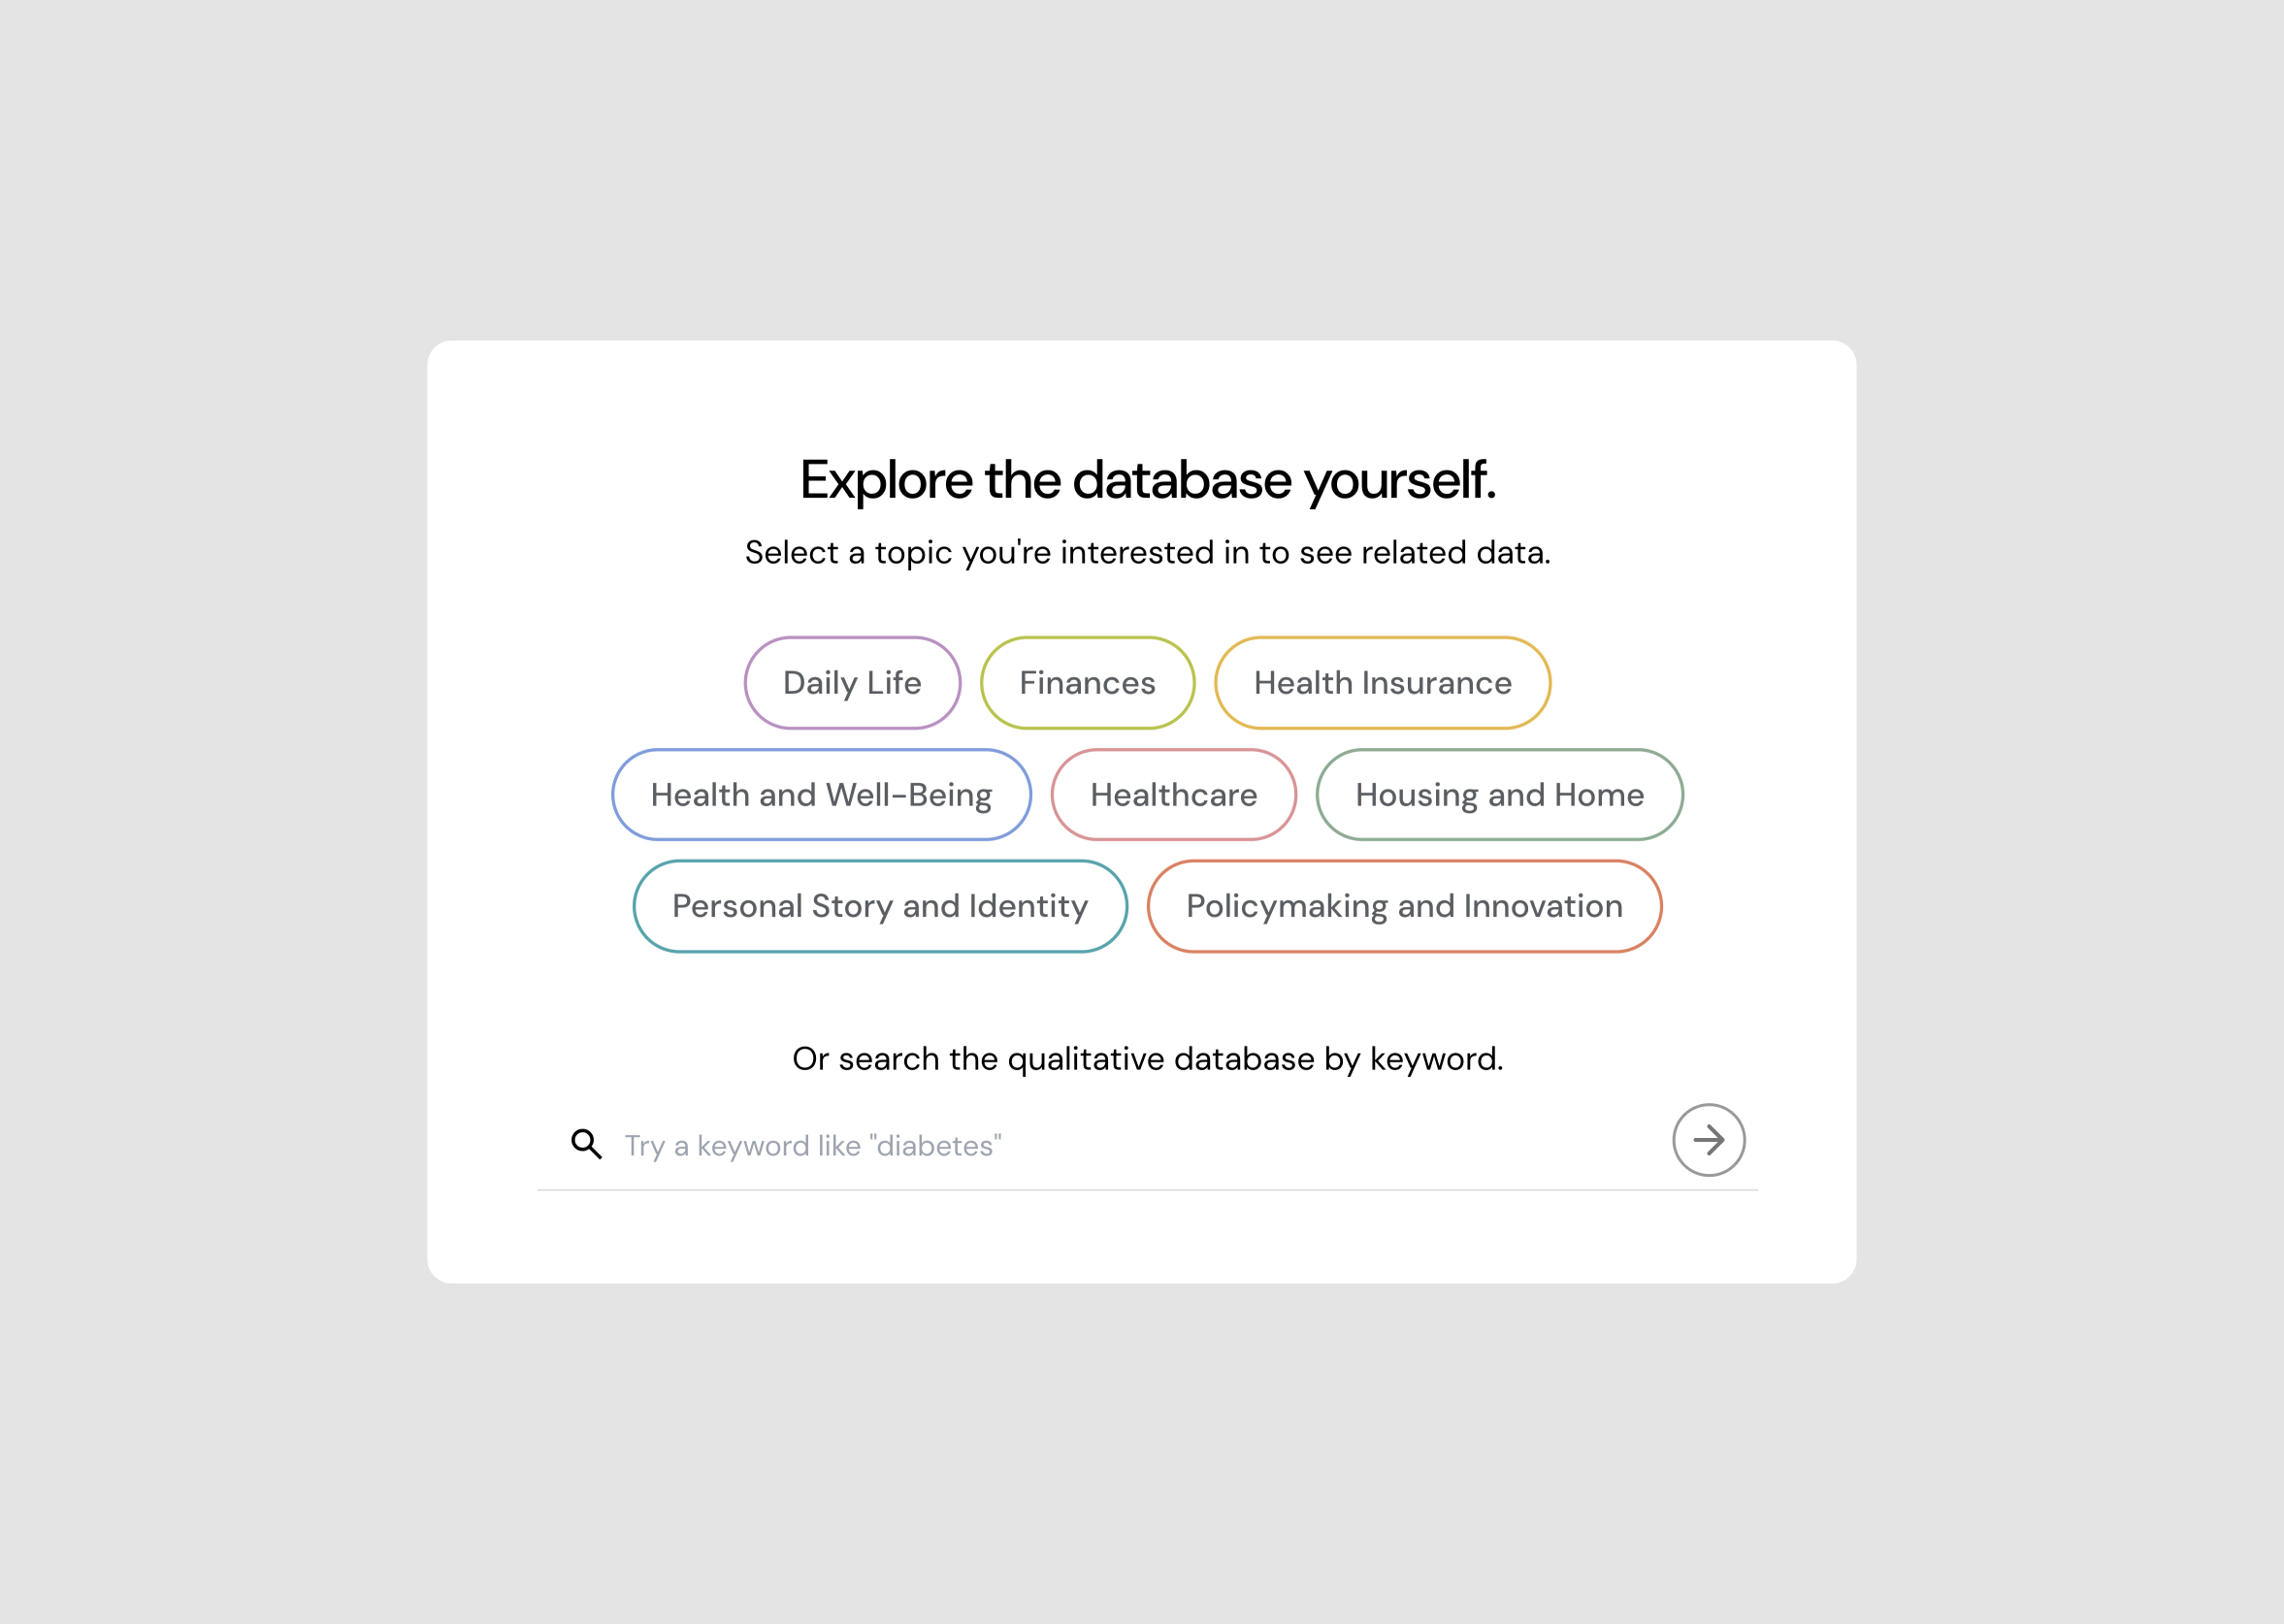 Explore the database yourself.
Select a topic you're interested in to see related data.
Daily Life Finances Health Insurance
Health and Well-Being Healthcare Housing and Home
Personal Story and Identity Policymaking and Innovation
Or search the qualitative database by keyword.
Try a keyword like "diabetes"